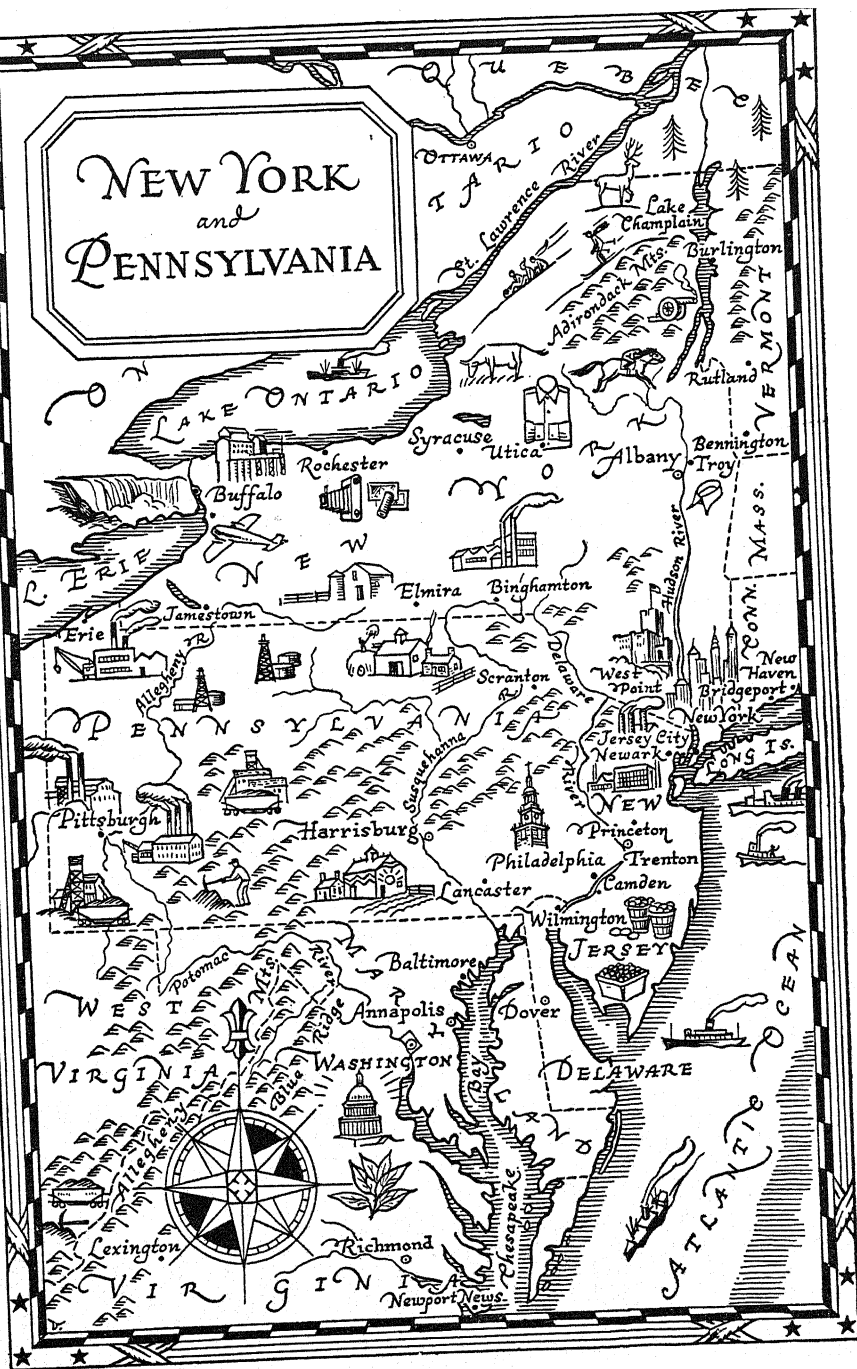 NEW YORK
and
PENNSYLVANIA
QUEBEC
OTTAWA
ONTARIO
St. Lawrence River
Lake
Champlain
Burlington
Adirondack Mts.
VERMONT
LAKE ONTARIO
Rutland
Syracuse
Utica
Rochester
Albany
Bennington
Troy
Buffalo
NEW YORK
MASS.
Hudson River
L. ERIE
Elmira
Binghamton
Jamestown
CONN.
Erie
Allegheny R.
Delaware River
West
Point
New
Haven
Bridgeport
Scranton
New York
PENNSYLVANIA
Susquehanna R.
Jersey City
Newark
LONG IS.
NEW
Pittsburgh
Harrisburg
Princeton
Philadelphia
Trenton
Lancaster
Camden
Wilmington
JERSEY
Potomac River
Baltimore
MARYLAND
WEST
Annapolis
Dover
VIRGINIA
Blue Ridge Mts.
WASHINGTON
DELAWARE
ATLANTIC OCEAN
Allegheny
Chesapeake Bay
Lexington
Richmond
VIRGINIA
Newport News